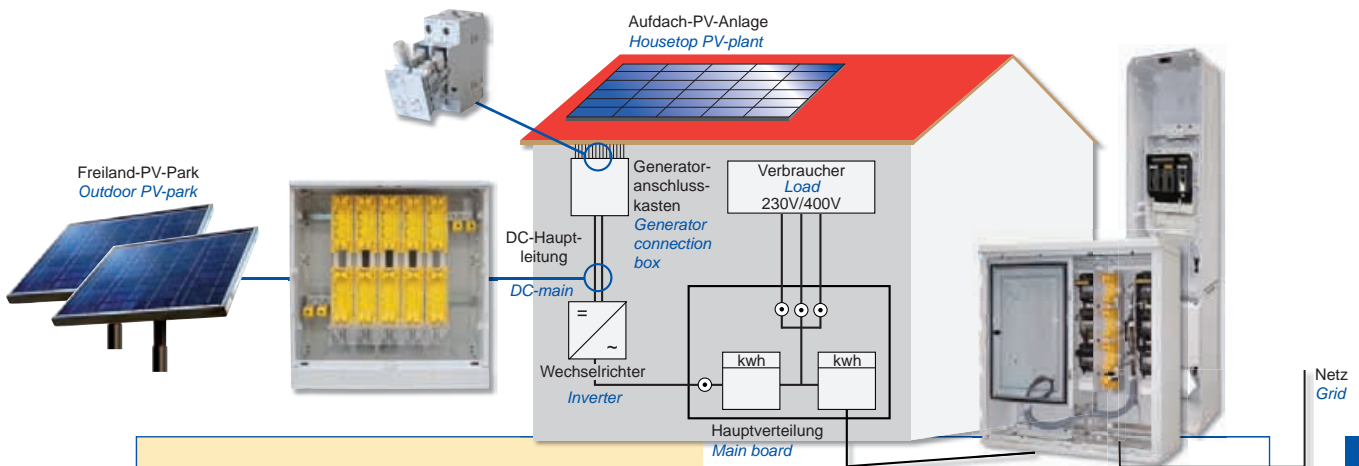 Aufdach-PV-Anlage
Housetop PV-plant
Freiland-PV-Park
Outdoor PV-park
Generator-
anschluss-
kasten
Generator
connection
box
Verbraucher
Load
230V/400V
DC-Haupt-
leitung
DC-main
=
~
Wechselrichter
Inverter
kwh
kwh
Hauptverteilung
Main board
Netz
Grid